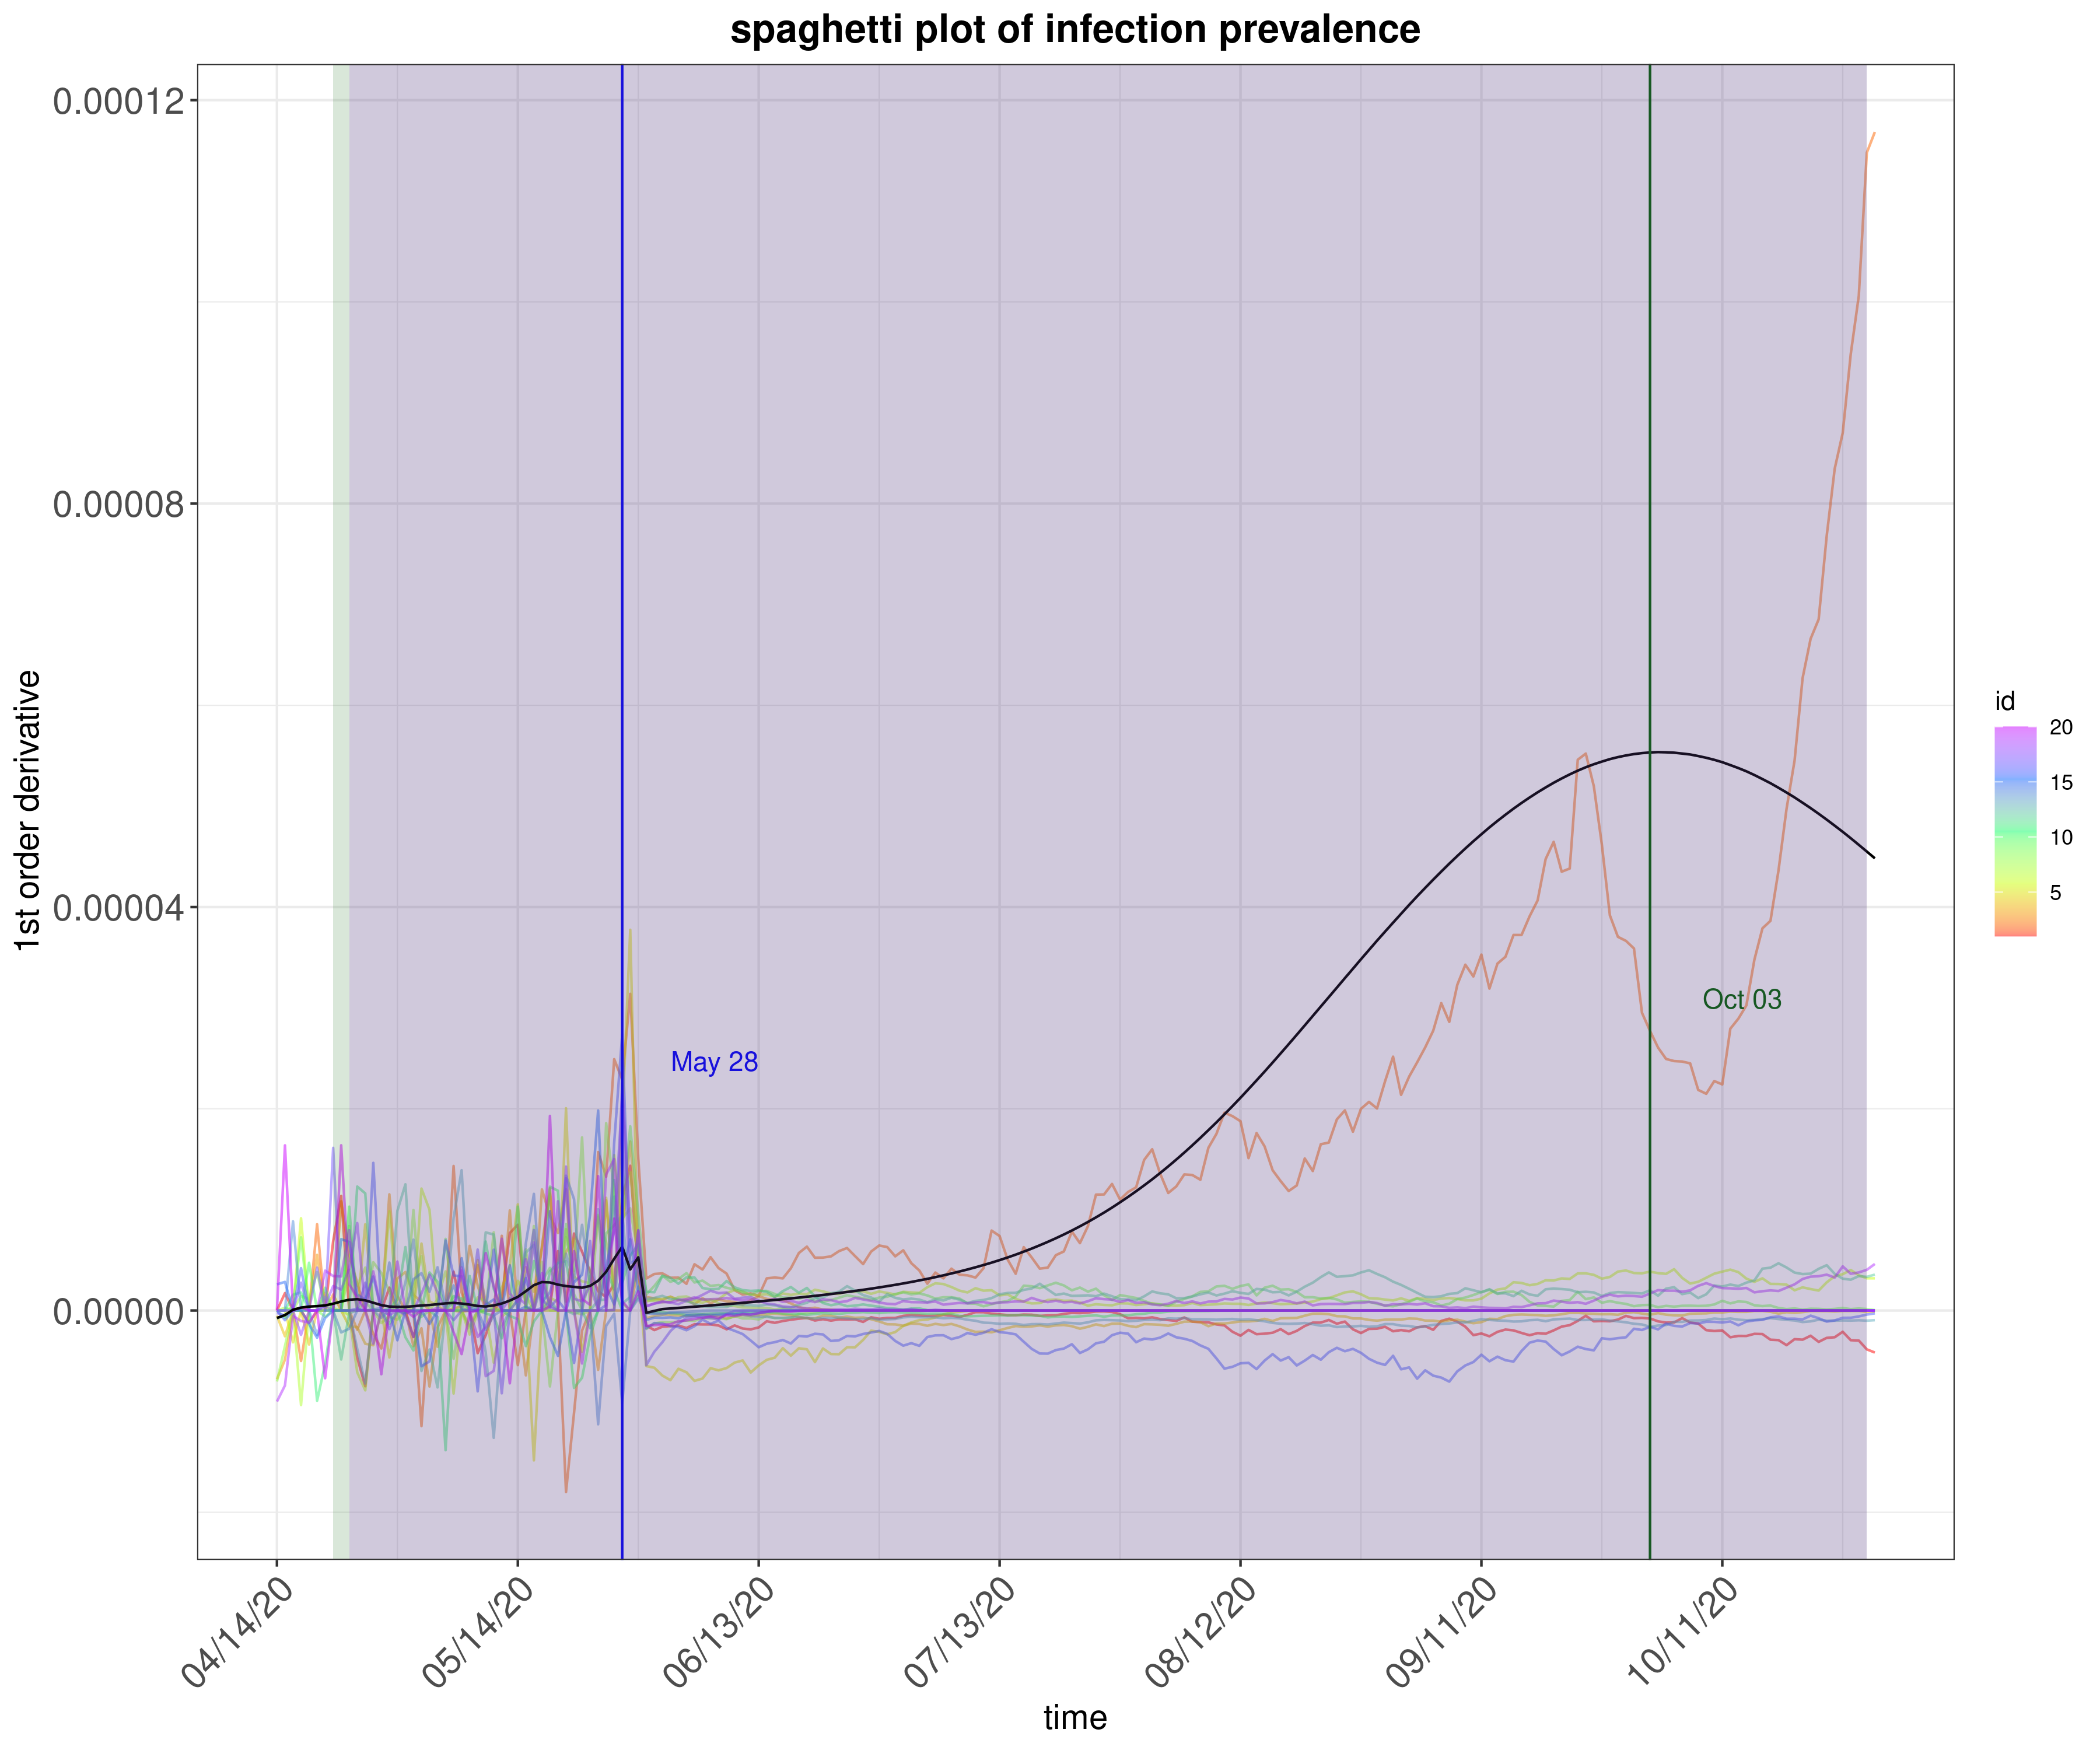 spaghetti plot of infection prevalence
0.00012
0.00008
0.00004
0.00000
1st order derivative
May 28
Oct 03
id
20
15
10
5
04/14/20
05/14/20
06/13/20
07/13/20
08/12/20
09/11/20
10/11/20
time